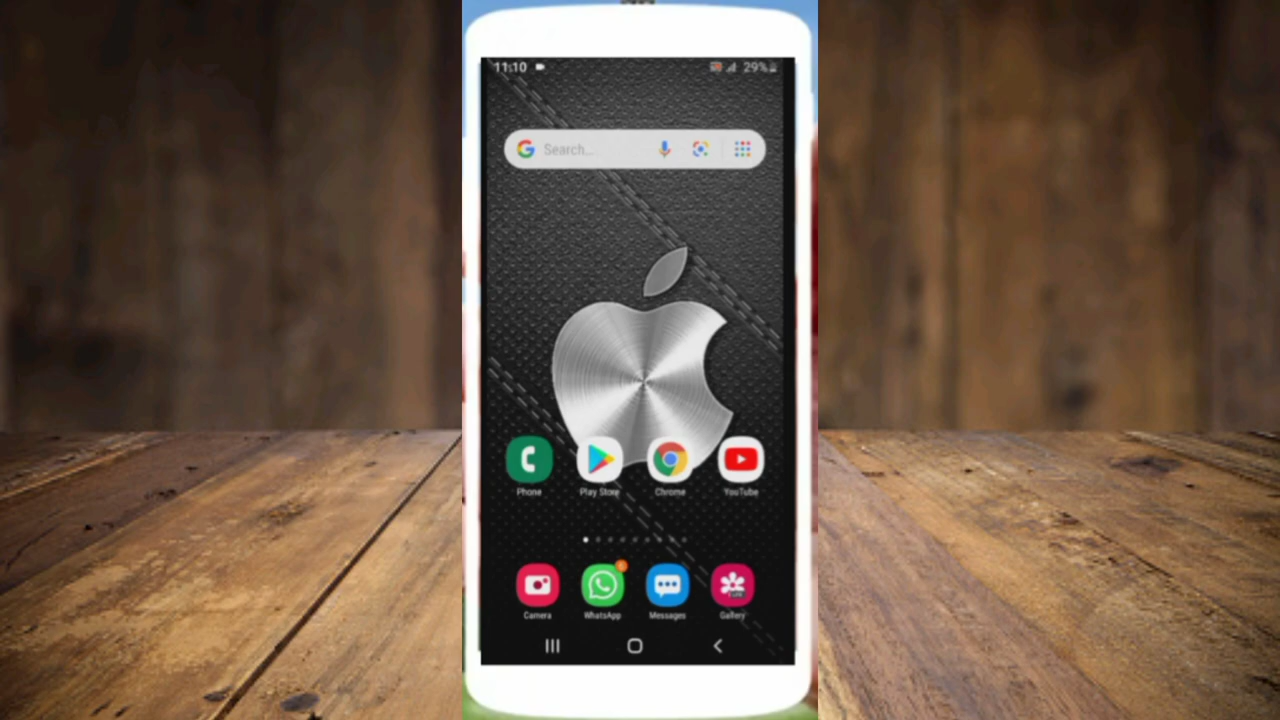 11:10
29%
Search...
Phone
Play Store
Chrome
YouTube
Camera
WhatsApp
Messages
Gallery